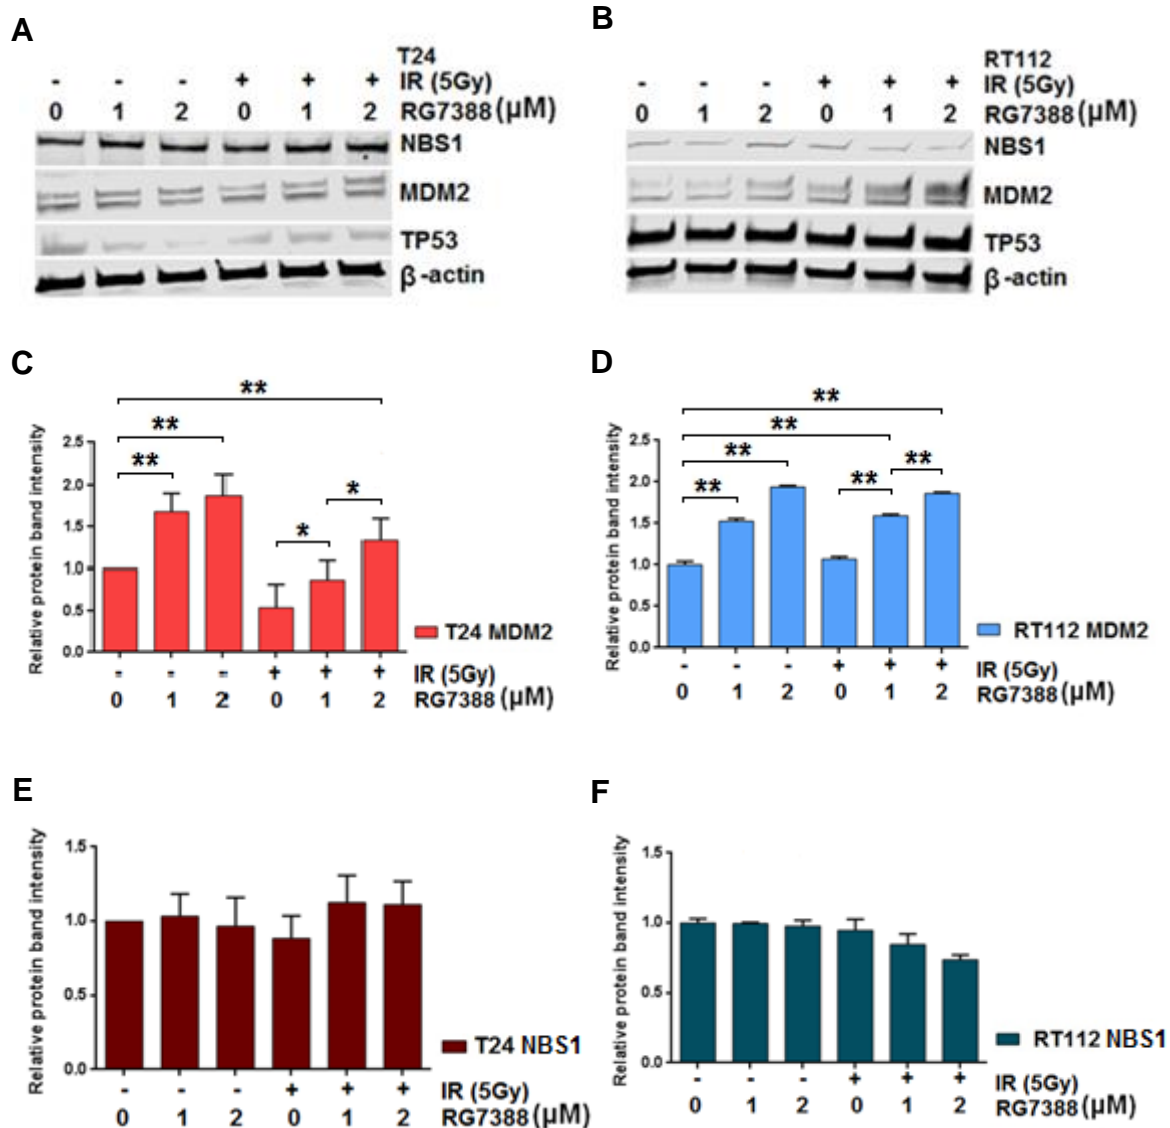 A
T24
- - - + + + IR (5Gy)
0 1 2 0 1 2 RG7388 (µM)
NBS1
MDM2
TP53
β-actin
B
RT112
- - - + + + IR (5Gy)
0 1 2 0 1 2 RG7388 (µM)
NBS1
MDM2
TP53
β-actin
C
**
**
**
*
*
Relative protein band intensity
2.5
2.0
1.5
1.0
0.5
0.0
T24 MDM2
- - - + + + IR (5Gy)
0 1 2 0 1 2 RG7388 (µM)
D
**
**
**
**
**
**
Relative protein band intensity
2.5
2.0
1.5
1.0
0.5
0.0
RT112 MDM2
- - - + + + IR (5Gy)
0 1 2 0 1 2 RG7388 (µM)
E
Relative protein band intensity
1.5
1.0
0.5
0.0
T24 NBS1
- - - + + + IR (5Gy)
0 1 2 0 1 2 RG7388 (µM)
F
Relative protein band intensity
1.5
1.0
0.5
0.0
RT112 NBS1
- - - + + + IR (5Gy)
0 1 2 0 1 2 RG7388 (µM)